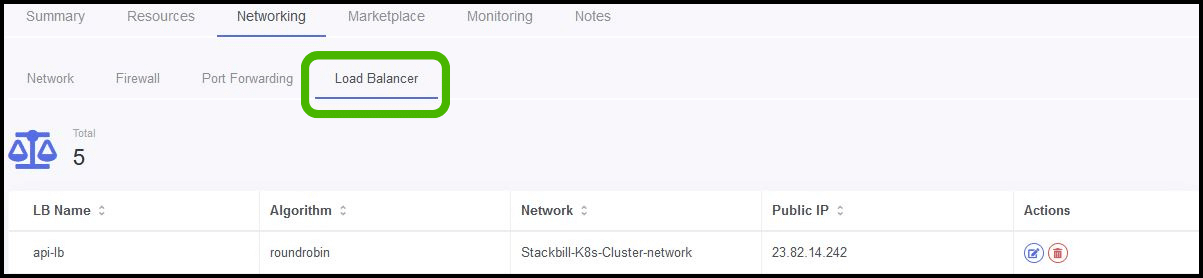 Summary Resources Networking Marketplace Monitoring Notes
Network Firewall Port Forwarding Load Balancer
Total
5
LB Name Algorithm Network Public IP Actions
api-lb roundrobin Stackbill-K8s-Cluster-network 23.82.14.242